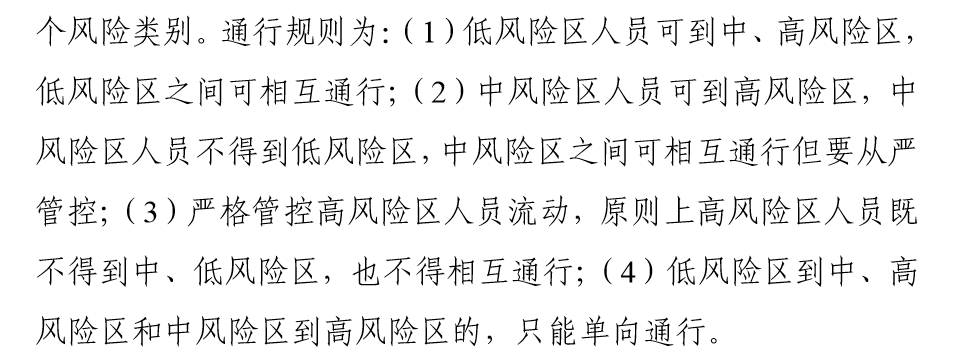 个风险类别。通行规则为:(1)低风险区人员可到中、高风险区,
低风险区之间可相互通行;(2)中风险区人员可到高风险区,中
风险区人员不得到低风险区,中风险区之间可相互通行但要从严
管控;(3)严格管控高风险区人员流动,原则上高风险区人员既
不得到中、低风险区,也不得相互通行;(4)低风险区到中、高
风险区和中风险区到高风险区的,只能单向通行。